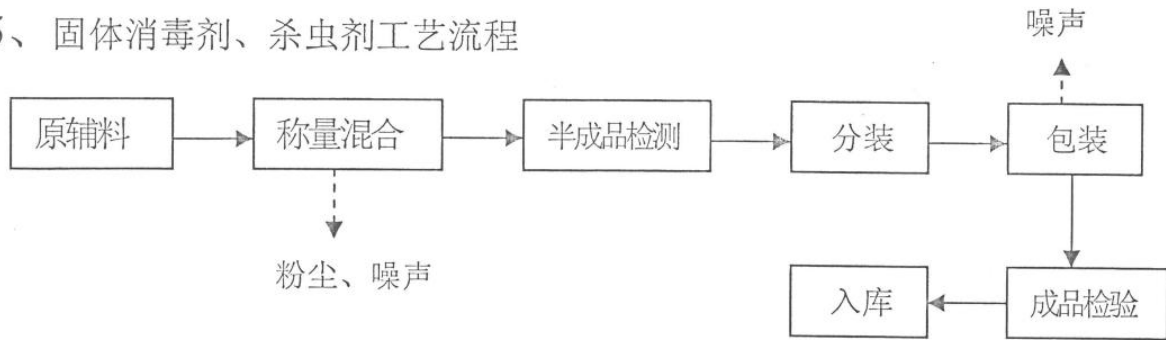 、固体消毒剂、杀虫剂工艺流程
噪声
原辅料
称量混合
半成品检测
分装
包装
粉尘、噪声
入库
成品检验